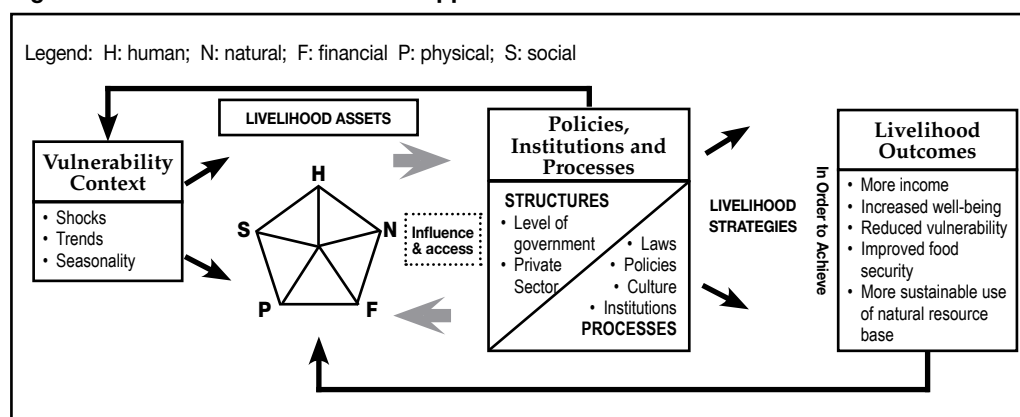 Legend: H: human; N: natural; F: financial P: physical; S: social
LIVELIHOOD ASSETS
Vulnerability
Context
• Shocks
• Trends
• Seasonality
H
S
N
P
F
Influence
& access
Policies,
Institutions and
Processes
STRUCTURES
• Level of
government
• Private
Sector
• Laws
• Policies
• Culture
• Institutions
PROCESSES
LIVELIHOOD
STRATEGIES
In Order to Achieve
Livelihood
Outcomes
• More income
• Increased well-being
• Reduced vulnerability
• Improved food
security
• More sustainable use
of natural resource
base